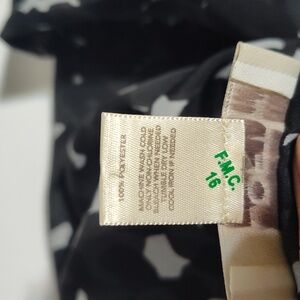 100% POLYESTER
MACHINE WASH COLD
ONLY NON-CHLORINE
BLEACH WHEN NEEDED
TUMBLE DRY LOW
COOL IRON IF NEEDED
F.M.C.
16